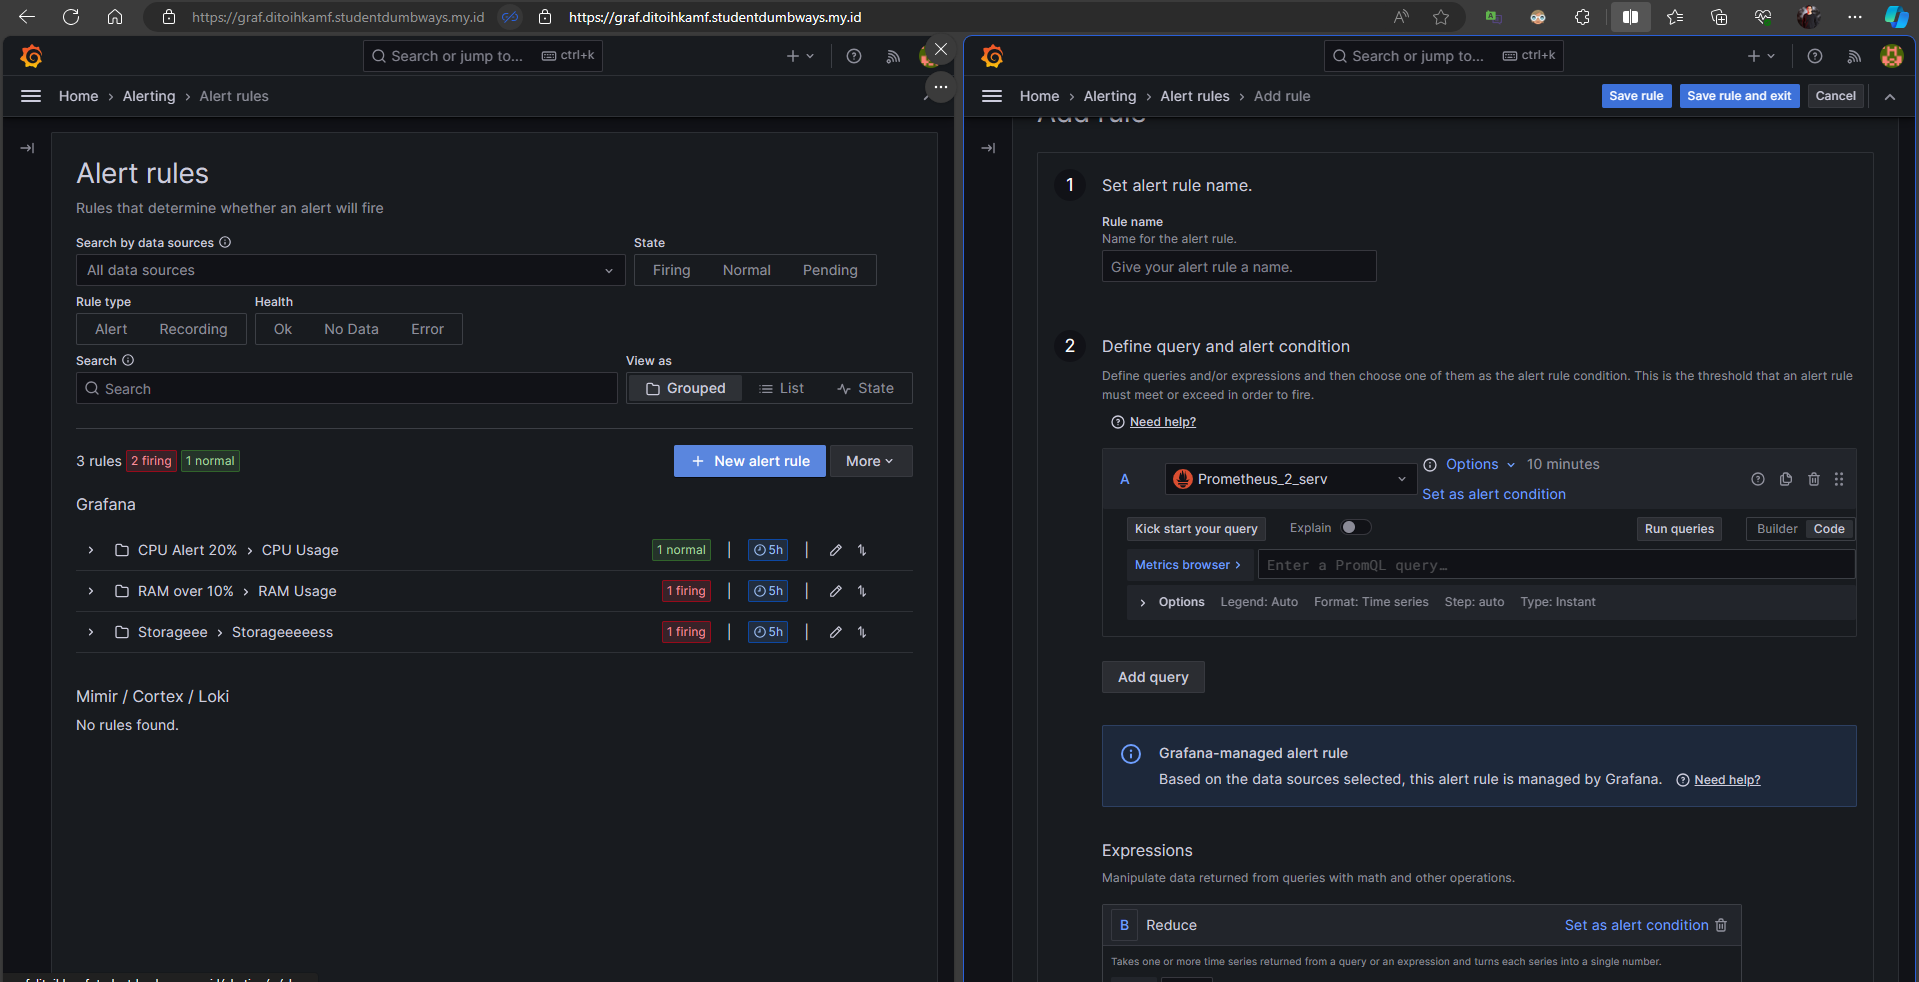 https://graf.ditoihkamf.studentdumbways.my.id
https://graf.ditoihkamf.studentdumbways.my.id
Search or jump to... ctrl+k
Home › Alerting › Alert rules
Alert rules
Rules that determine whether an alert will fire
Search by data sources
State
All data sources
Firing Normal Pending
Rule type
Health
Alert Recording
Ok No Data Error
Search
View as
Search
Grouped List State
3 rules 2 firing 1 normal
+ New alert rule
More
Grafana
CPU Alert 20% › CPU Usage 1 normal | 5h |
RAM over 10% › RAM Usage 1 firing | 5h |
Storageee › Storageeeeess 1 firing | 5h |
Mimir / Cortex / Loki
No rules found.
Search or jump to... ctrl+k
Home › Alerting › Alert rules › Add rule
Save rule
Save rule and exit
Cancel
Add rule
1 Set alert rule name.
Rule name
Name for the alert rule.
Give your alert rule a name.
2 Define query and alert condition
Define queries and/or expressions and then choose one of them as the alert rule condition. This is the threshold that an alert rule
must meet or exceed in order to fire.
Need help?
A Prometheus_2_serv Options 10 minutes
Set as alert condition
Kick start your query Explain Run queries Builder Code
Metrics browser › Enter a PromQL query…
Options Legend: Auto Format: Time series Step: auto Type: Instant
Add query
Grafana-managed alert rule
Based on the data sources selected, this alert rule is managed by Grafana. Need help?
Expressions
Manipulate data returned from queries with math and other operations.
B Reduce Set as alert condition
Takes one or more time series returned from a query or an expression and turns each series into a single number.